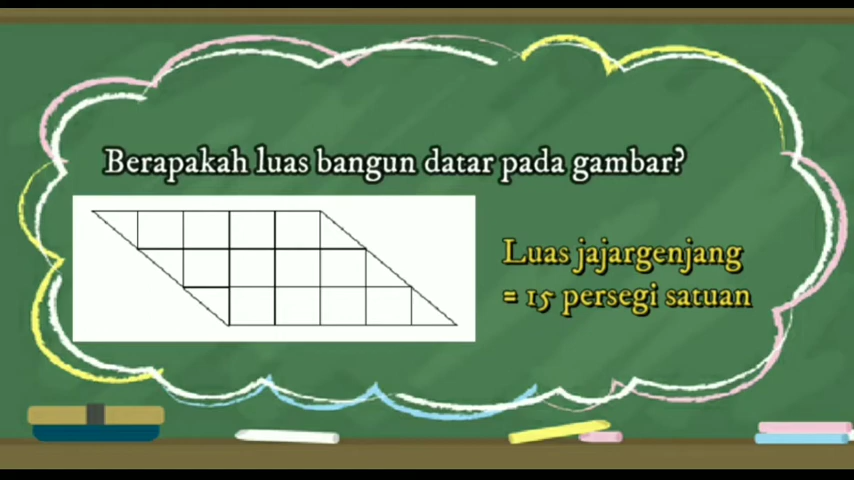 Berapakah luas bangun datar pada gambar?
Luas jajargenjang
= 15 persegi satuan